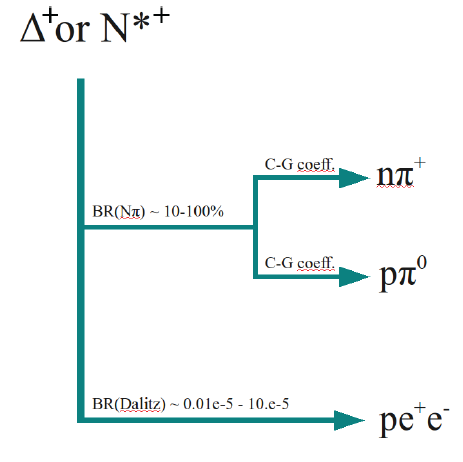 Δ⁺or N*⁺
C-G coeff.
nπ⁺
BR(Nπ) ~ 10-100%
C-G coeff.
pπ⁰
BR(Dalitz) ~ 0.01e-5 - 10.e-5
pe⁺e⁻